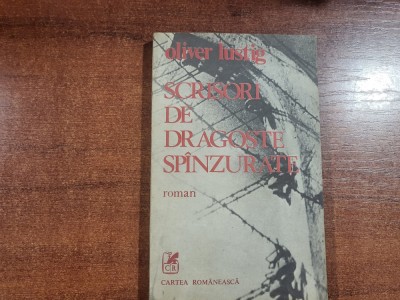 oliver lustig
SCRISORI
DE
DRAGOSTE
SPÎNZURATE
roman
CR
CARTEA ROMÂNEASCĂ